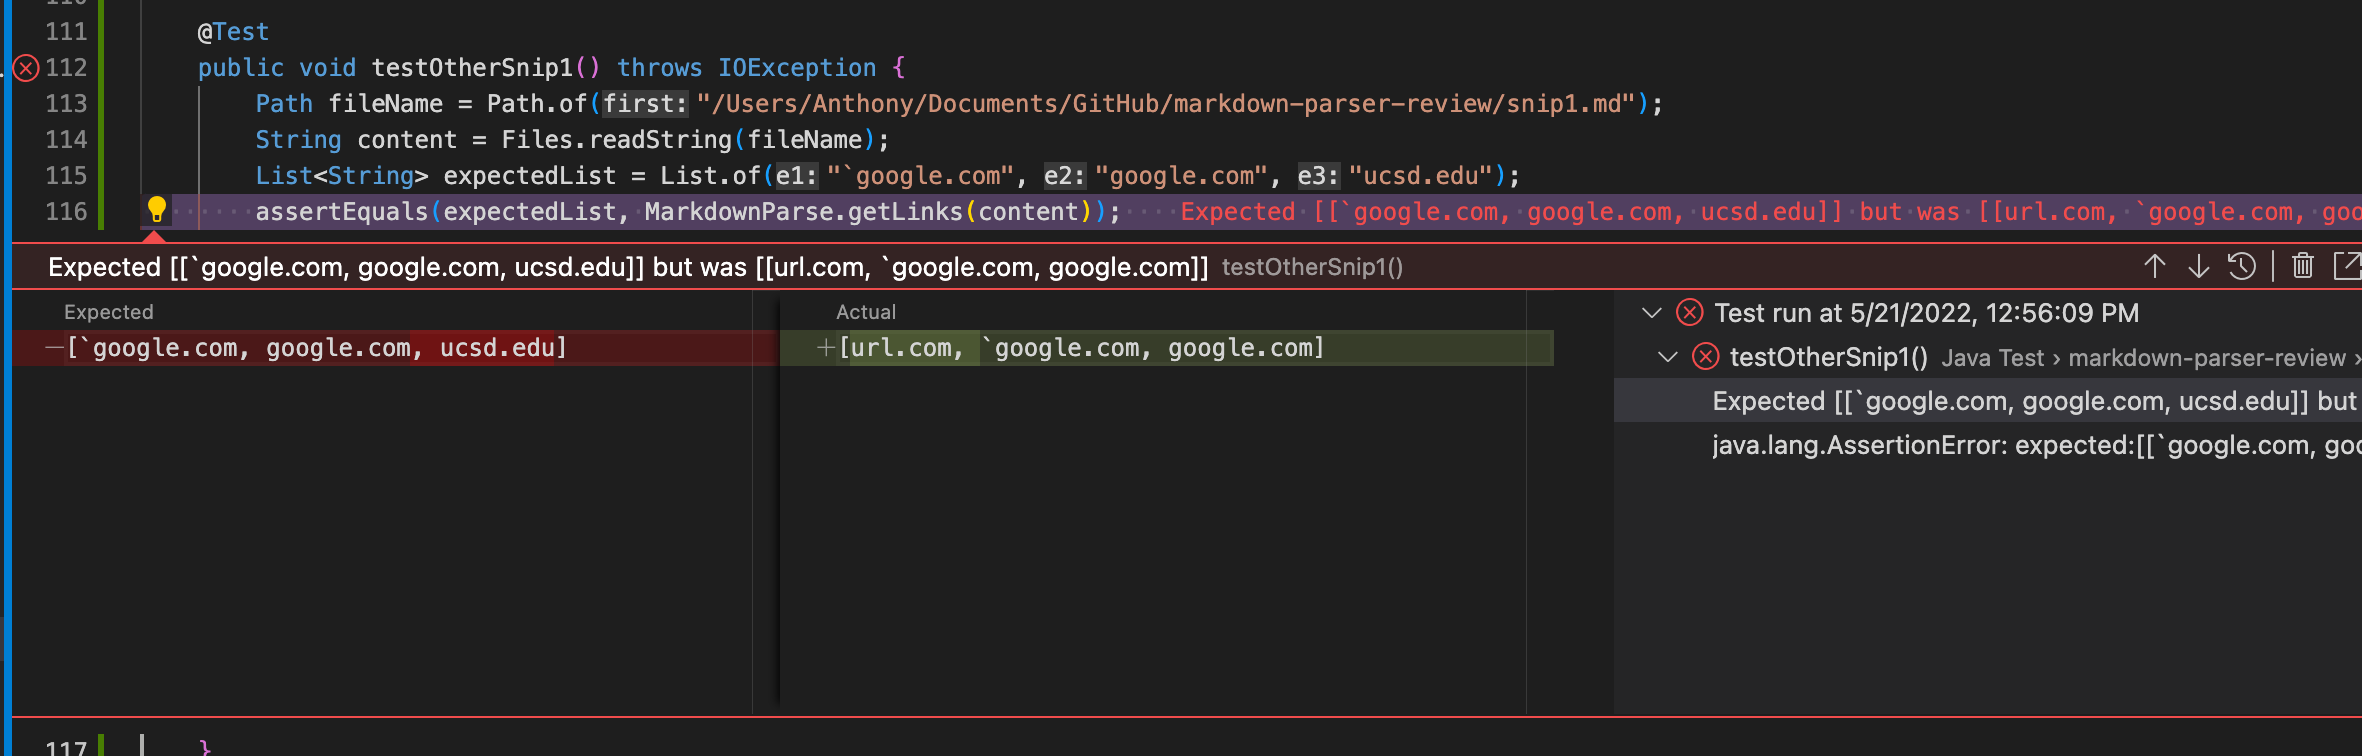 110
111 @Test
112 public void testOtherSnip1() throws IOException {
113 Path fileName = Path.of(first: "/Users/Anthony/Documents/GitHub/markdown-parser-review/snip1.md");
114 String content = Files.readString(fileName);
115 List<String> expectedList = List.of(e1: "`google.com", e2: "google.com", e3: "ucsd.edu");
116 assertEquals(expectedList, MarkdownParse.getLinks(content)); ···· Expected·[[`google.com,·google.com,·ucsd.edu]]·but·was·[[url.com,·`google.com,·goo
Expected [[`google.com, google.com, ucsd.edu]] but was [[url.com, `google.com, google.com]] testOtherSnip1()
Expected
—[`google.com, google.com, ucsd.edu]
Actual
+[url.com, `google.com, google.com]
Test run at 5/21/2022, 12:56:09 PM
testOtherSnip1() Java Test › markdown-parser-review ›
Expected [[`google.com, google.com, ucsd.edu]] but
java.lang.AssertionError: expected:[[`google.com, goo
117 }